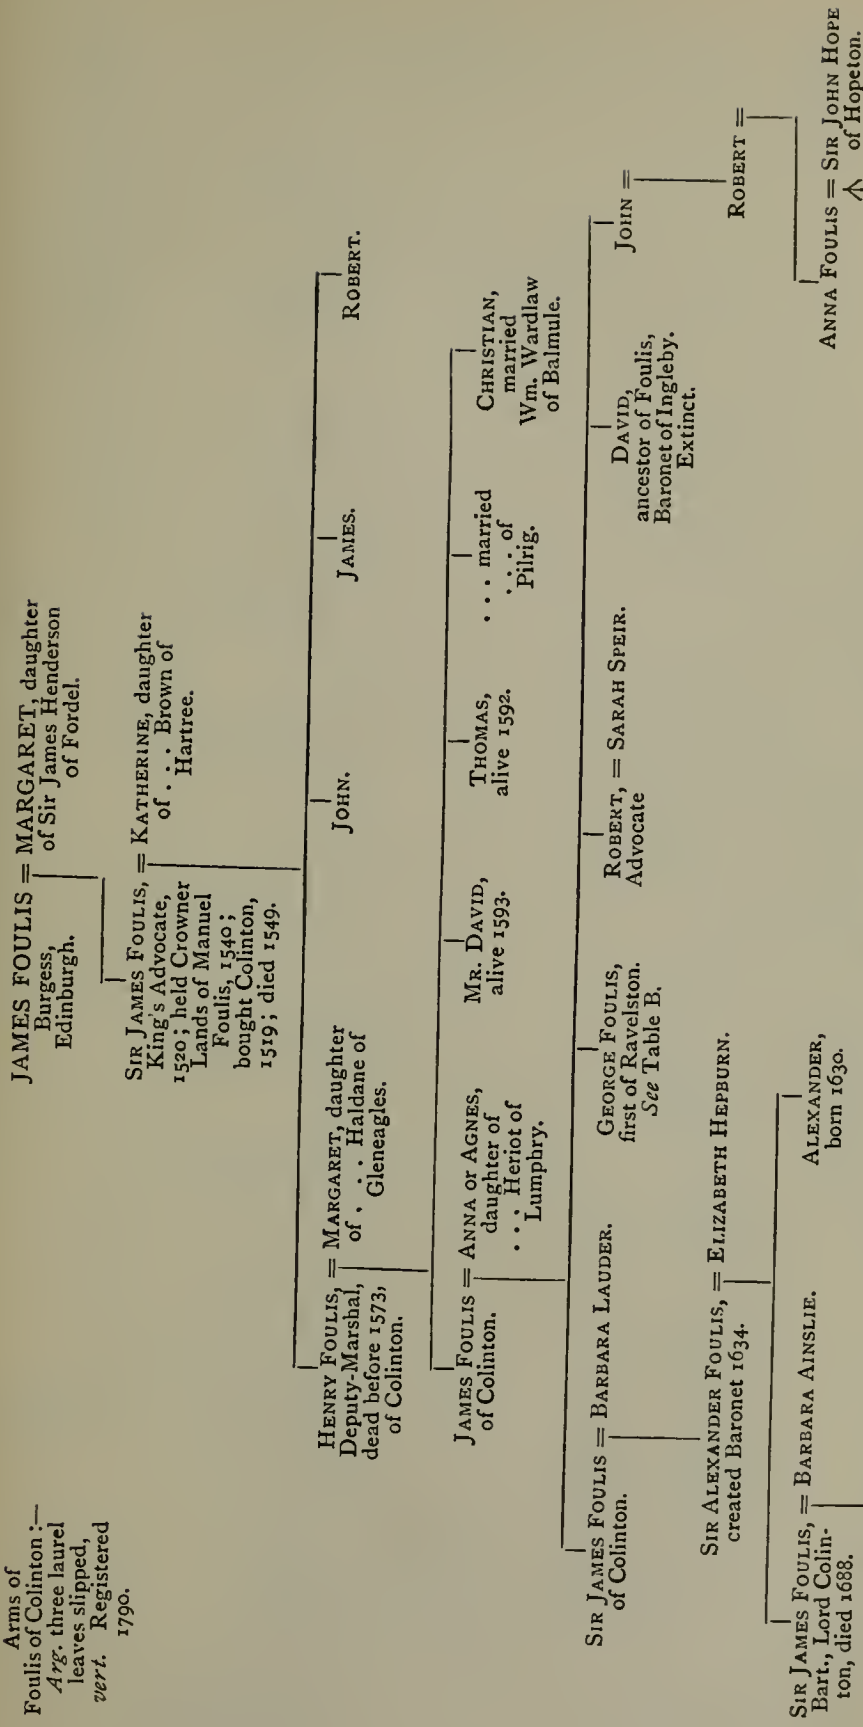 Arms of
Foulis of Colinton :—
Arg. three laurel
leaves slipped,
vert. Registered
1790.
JAMES FOULIS = MARGARET, daughter
Burgess,
Edinburgh.
of Sir James Henderson
of Fordel.
SIR JAMES FOULIS, = KATHERINE, daughter
King's Advocate,
1520; held Crowner
Lands of Manuel
Foulis, 1540;
bought Colinton,
1519; died 1549.
of . . . Brown of
Hartree.
HENRY FOULIS, = MARGARET, daughter
Deputy-Marshal,
dead before 1573,
of Colinton.
of . . . Haldane of
Gleneagles.
JOHN.
JAMES.
ROBERT.
JAMES FOULIS = ANNA or AGNES,
of Colinton.
daughter of
. . . Heriot of
Lumphry.
MR. DAVID,
alive 1593.
THOMAS,
alive 1592.
. . . married
. . . of
Pilrig.
CHRISTIAN,
married
Wm. Wardlaw
of Balmule.
SIR JAMES FOULIS = BARBARA LAUDER.
of Colinton.
GEORGE FOULIS,
first of Ravelston.
See Table B.
ROBERT, = SARAH SPEIR.
Advocate
DAVID,
ancestor of Foulis,
Baronet of Ingleby.
Extinct.
JOHN =
SIR ALEXANDER FOULIS, = ELIZABETH HEPBURN.
created Baronet 1634.
ROBERT =
SIR JAMES FOULIS, = BARBARA AINSLIE.
Bart., Lord Colin-
ton, died 1688.
ALEXANDER,
born 1630.
ANNA FOULIS = SIR JOHN HOPE
of Hopeton.